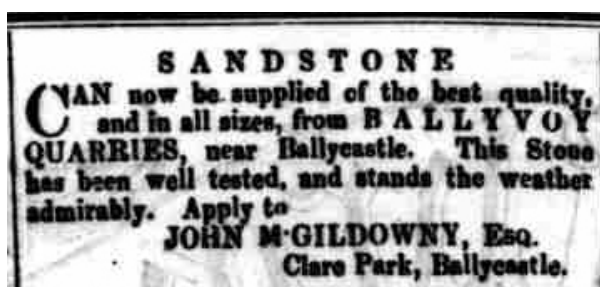 SANDSTONE
CAN now be supplied of the best quality,
and in all sizes, from BALLYVOY
QUARRIES, near Ballycastle. This Stone
has been well tested, and stands the weather
admirably. Apply to
JOHN M'GILDOWNY, Esq.
Clare Park, Ballycastle.